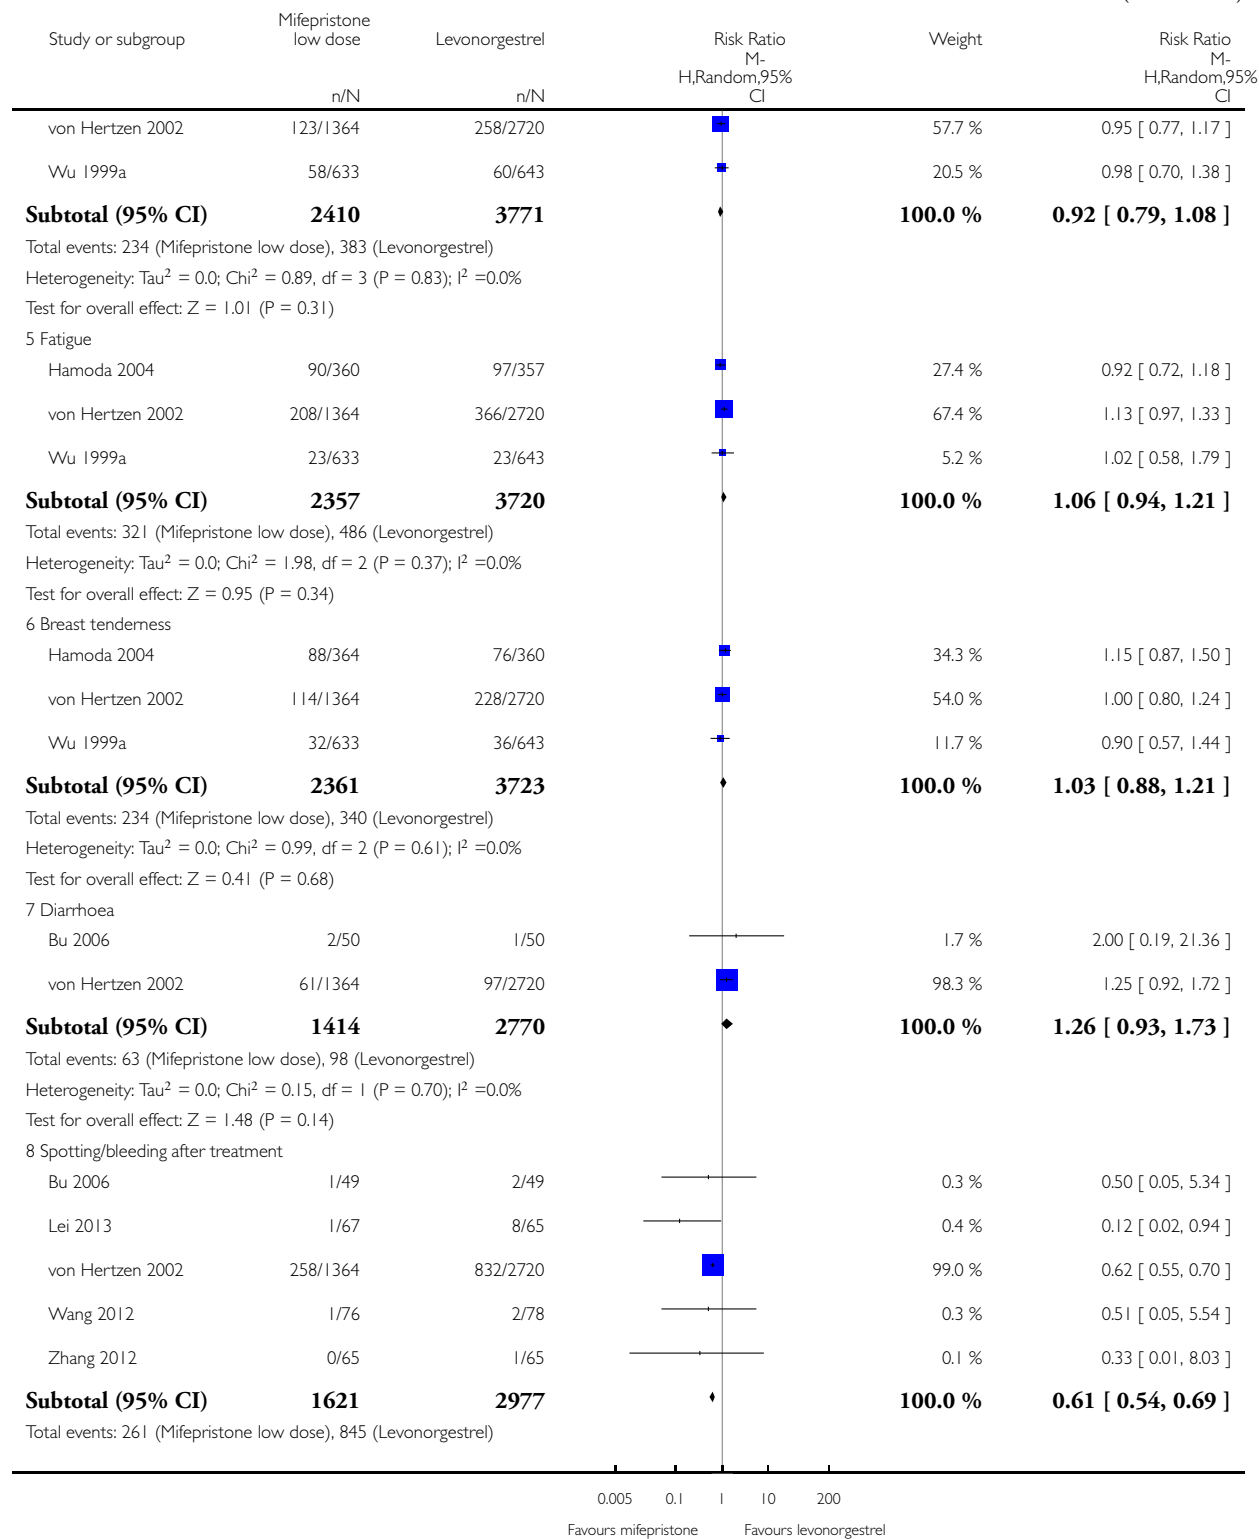 Study or subgroup Mifepristone low dose Levonorgestrel Risk Ratio Weight Risk Ratio
M-H,Random,95% CI M-H,Random,95% CI
n/N n/N
von Hertzen 2002 123/1364 258/2720 57.7 % 0.95 [ 0.77, 1.17 ]
Wu 1999a 58/633 60/643 20.5 % 0.98 [ 0.70, 1.38 ]
Subtotal (95% CI) 2410 3771 100.0 % 0.92 [ 0.79, 1.08 ]
Total events: 234 (Mifepristone low dose), 383 (Levonorgestrel)
Heterogeneity: Tau² = 0.0; Chi² = 0.89, df = 3 (P = 0.83); I² =0.0%
Test for overall effect: Z = 1.01 (P = 0.31)
5 Fatigue
Hamoda 2004 90/360 97/357 27.4 % 0.92 [ 0.72, 1.18 ]
von Hertzen 2002 208/1364 366/2720 67.4 % 1.13 [ 0.97, 1.33 ]
Wu 1999a 23/633 23/643 5.2 % 1.02 [ 0.58, 1.79 ]
Subtotal (95% CI) 2357 3720 100.0 % 1.06 [ 0.94, 1.21 ]
Total events: 321 (Mifepristone low dose), 486 (Levonorgestrel)
Heterogeneity: Tau² = 0.0; Chi² = 1.98, df = 2 (P = 0.37); I² =0.0%
Test for overall effect: Z = 0.95 (P = 0.34)
6 Breast tenderness
Hamoda 2004 88/364 76/360 34.3 % 1.15 [ 0.87, 1.50 ]
von Hertzen 2002 114/1364 228/2720 54.0 % 1.00 [ 0.80, 1.24 ]
Wu 1999a 32/633 36/643 11.7 % 0.90 [ 0.57, 1.44 ]
Subtotal (95% CI) 2361 3723 100.0 % 1.03 [ 0.88, 1.21 ]
Total events: 234 (Mifepristone low dose), 340 (Levonorgestrel)
Heterogeneity: Tau² = 0.0; Chi² = 0.99, df = 2 (P = 0.61); I² =0.0%
Test for overall effect: Z = 0.41 (P = 0.68)
7 Diarrhoea
Bu 2006 2/50 1/50 1.7 % 2.00 [ 0.19, 21.36 ]
von Hertzen 2002 61/1364 97/2720 98.3 % 1.25 [ 0.92, 1.72 ]
Subtotal (95% CI) 1414 2770 100.0 % 1.26 [ 0.93, 1.73 ]
Total events: 63 (Mifepristone low dose), 98 (Levonorgestrel)
Heterogeneity: Tau² = 0.0; Chi² = 0.15, df = 1 (P = 0.70); I² =0.0%
Test for overall effect: Z = 1.48 (P = 0.14)
8 Spotting/bleeding after treatment
Bu 2006 1/49 2/49 0.3 % 0.50 [ 0.05, 5.34 ]
Lei 2013 1/67 8/65 0.4 % 0.12 [ 0.02, 0.94 ]
von Hertzen 2002 258/1364 832/2720 99.0 % 0.62 [ 0.55, 0.70 ]
Wang 2012 1/76 2/78 0.3 % 0.51 [ 0.05, 5.54 ]
Zhang 2012 0/65 1/65 0.1 % 0.33 [ 0.01, 8.03 ]
Subtotal (95% CI) 1621 2977 100.0 % 0.61 [ 0.54, 0.69 ]
Total events: 261 (Mifepristone low dose), 845 (Levonorgestrel)
0.005 0.1 1 10 200
Favours mifepristone Favours levonorgestrel